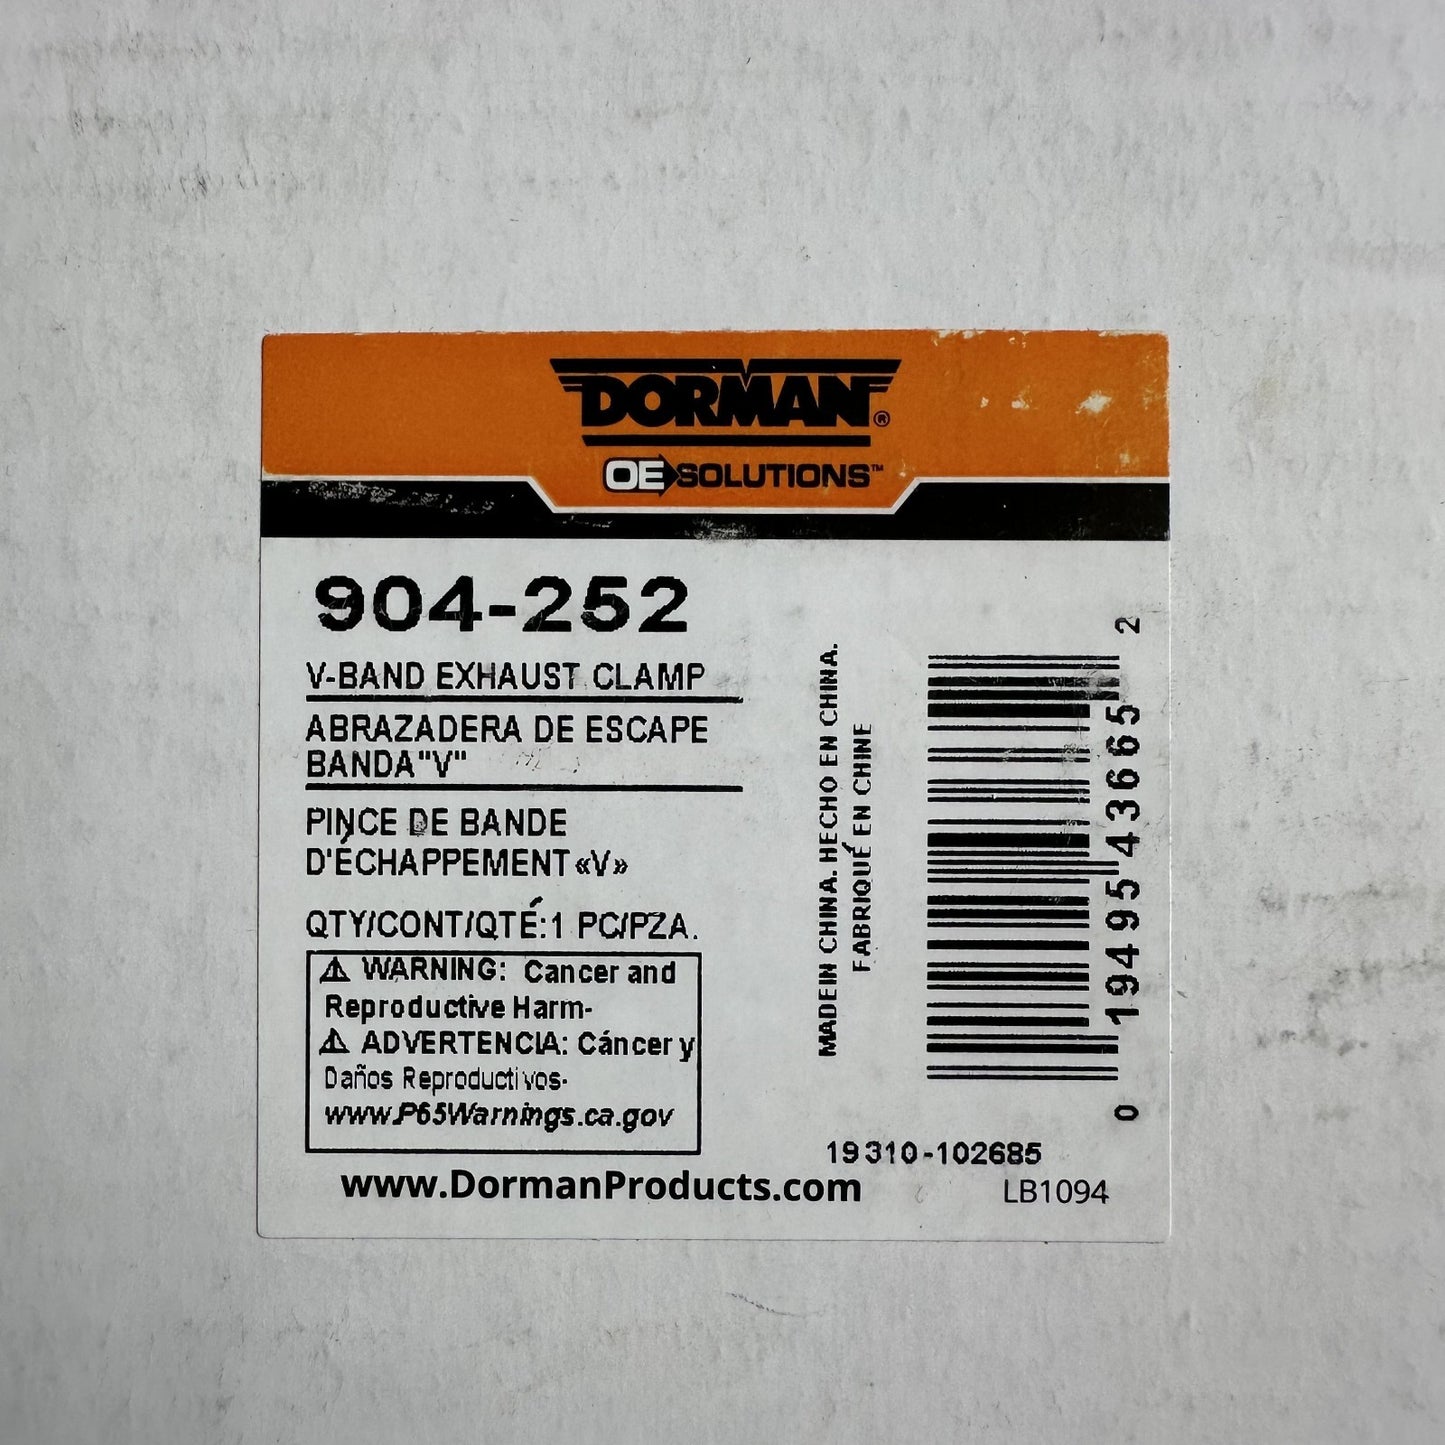 DORMAN®
OE SOLUTIONS™
904-252
V-BAND EXHAUST CLAMP
ABRAZADERA DE ESCAPE
BANDA "V"
PINCE DE BANDE
D'ÉCHAPPEMENT «V»
QTY/CONT/QTÉ:1 PC/PZA.
⚠ WARNING: Cancer and
Reproductive Harm-
⚠ ADVERTENCIA: Cáncer y
Daños Reproductivos-
www.P65Warnings.ca.gov
www.DormanProducts.com
MADE IN CHINA. HECHO EN CHINA.
FABRIQUÉ EN CHINE
0 19495 43665 2
19310-102685
LB1094